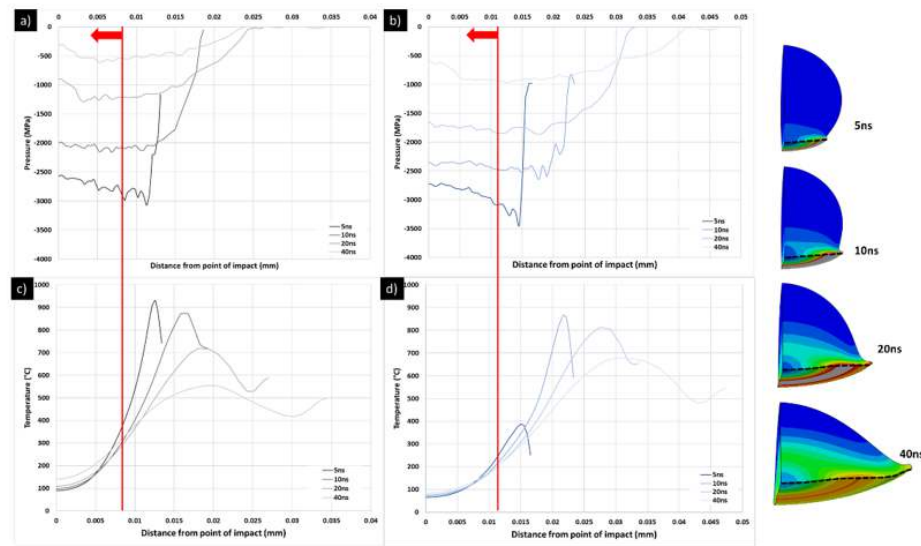 a)
0 0.005 0.01 0.015 0.02 0.025 0.03 0.035 0.04
0
-500
-1000
-1500
-2000
-2500
-3000
-3500
-4000
Pressure (MPa)
5ns
10ns
20ns
40ns
Distance from point of impact (mm)
b)
0 0.005 0.01 0.015 0.02 0.025 0.03 0.035 0.04 0.045 0.05
0
-500
-1000
-1500
-2000
-2500
-3000
-3500
-4000
Pressure (MPa)
5ns
10ns
20ns
40ns
Distance from point of impact (mm)
c)
1000
900
800
700
600
500
400
300
200
100
0
Temperature (°C)
5ns
10ns
20ns
40ns
0 0.005 0.01 0.015 0.02 0.025 0.03 0.035 0.04
Distance from point of impact (mm)
d)
1000
900
800
700
600
500
400
300
200
100
0
Temperature (°C)
5ns
10ns
20ns
40ns
0 0.005 0.01 0.015 0.02 0.025 0.03 0.035 0.04 0.045 0.05
Distance from point of impact (mm)
5ns
10ns
20ns
40ns